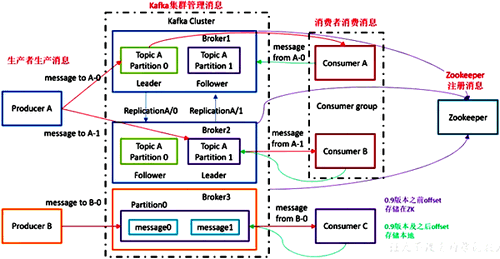 Kafka集群管理消息
消费者消费消息
Kafka Cluster
生产者生产消息
Broker1
Zookeeper
注册消息
Topic A
Partition 0
Topic A
Partition 1
message
from A-0
Consumer A
message to A-0
Leader
Follower
Producer A
ReplicationA/0
ReplicationA/1
Consumer group
Zookeeper
message to A-1
Broker2
message
from A-1
Topic A
Partition 0
Topic A
Partition 1
Consumer B
Follower
Leader
Broker3
message to B-0
Partition0
message
from B-0
0.9版本之前offset
存储在ZK
Producer B
message0
message1
Consumer C
0.9版本及之后offset
存储本地